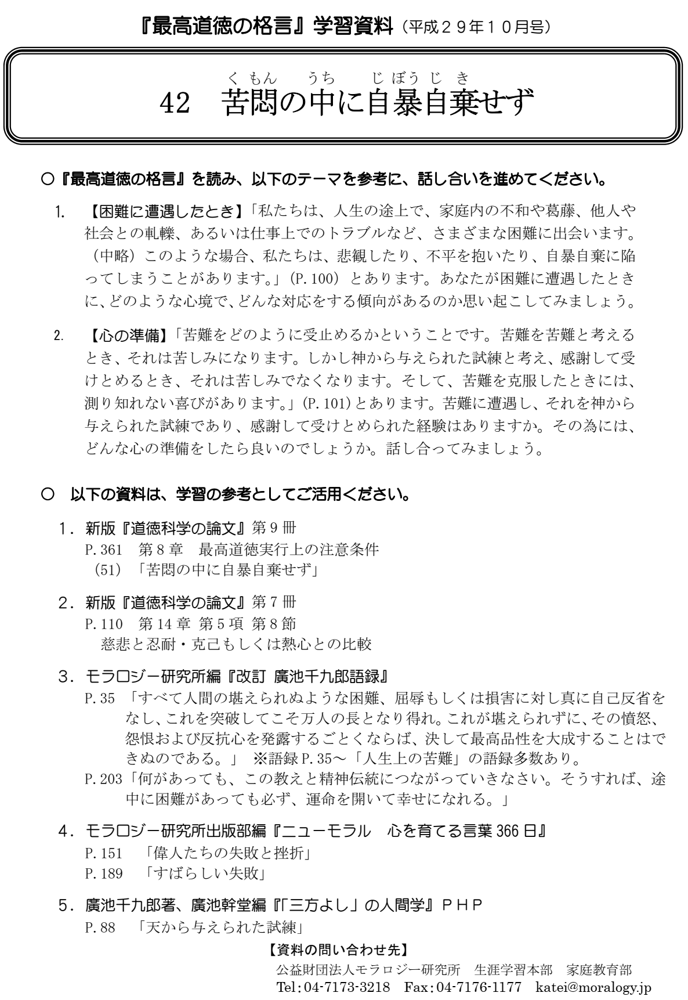 『最高道徳の格言』学習資料（平成２９年１０月号）
く もん うち じ ぼう じ き
42　苦悶の中に自暴自棄せず
○『最高道徳の格言』を読み、以下のテーマを参考に、話し合いを進めてください。
1. 【困難に遭遇したとき】「私たちは、人生の途上で、家庭内の不和や葛藤、他人や
社会との軋轢、あるいは仕事上でのトラブルなど、さまざまな困難に出会います。
（中略）このような場合、私たちは、悲観したり、不平を抱いたり、自暴自棄に陥
ってしまうことがあります。」(P.100）とあります。あなたが困難に遭遇したとき
に、どのような心境で、どんな対応をする傾向があるのか思い起こしてみましょう。
2. 【心の準備】「苦難をどのように受止めるかということです。苦難を苦難と考える
とき、それは苦しみになります。しかし神から与えられた試練と考え、感謝して受
けとめるとき、それは苦しみでなくなります。そして、苦難を克服したときには、
測り知れない喜びがあります。」(P.101)とあります。苦難に遭遇し、それを神から
与えられた試練であり、感謝して受けとめられた経験はありますか。その為には、
どんな心の準備をしたら良いのでしょうか。話し合ってみましょう。
○　以下の資料は、学習の参考としてご活用ください。
１．新版『道徳科学の論文』第９冊
P.361　第８章　最高道徳実行上の注意条件
（51）「苦悶の中に自暴自棄せず」
２．新版『道徳科学の論文』第７冊
P.110　第14章 第５項 第８節
慈悲と忍耐・克己もしくは熱心との比較
３．モラロジー研究所編『改訂 廣池千九郎語録』
P.35 「すべて人間の堪えられぬような困難、屈辱もしくは損害に対し真に自己反省を
なし、これを突破してこそ万人の長となり得れ。これが堪えられずに、その憤怒、
怨恨および反抗心を発露するごとくならば、決して最高品性を大成することはで
きぬのである。」 ※語録P.35～「人生上の苦難」の語録多数あり。
P.203「何があっても、この教えと精神伝統につながっていきなさい。そうすれば、途
中に困難があっても必ず、運命を開いて幸せになれる。」
４．モラロジー研究所出版部編『ニューモラル　心を育てる言葉366日』
P.151　「偉人たちの失敗と挫折」
P.189　「すばらしい失敗」
５．廣池千九郎著、廣池幹堂編『「三方よし」の人間学』ＰＨＰ
P.88　「天から与えられた試練」
【資料の問い合わせ先】
公益財団法人モラロジー研究所　生涯学習本部　家庭教育部
Tel:04-7173-3218　Fax:04-7176-1177　katei@moralogy.jp